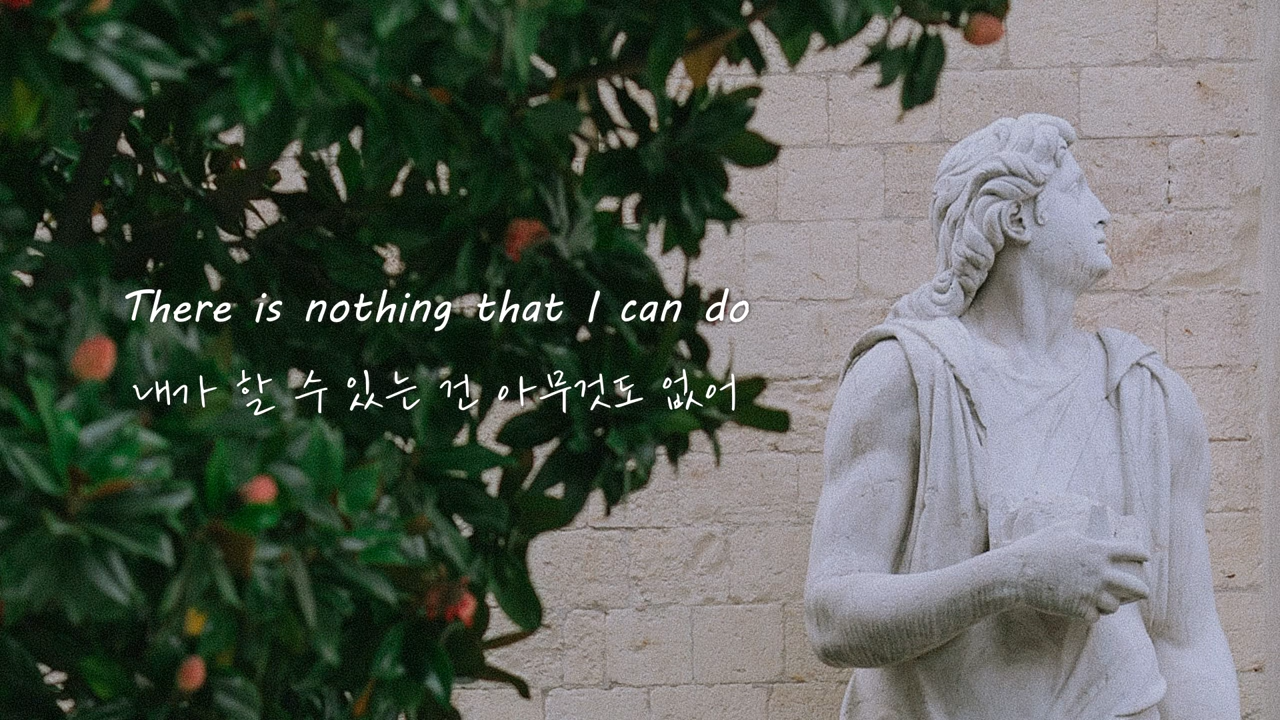 There is nothing that I can do
내가 할 수 있는 건 아무것도 없어